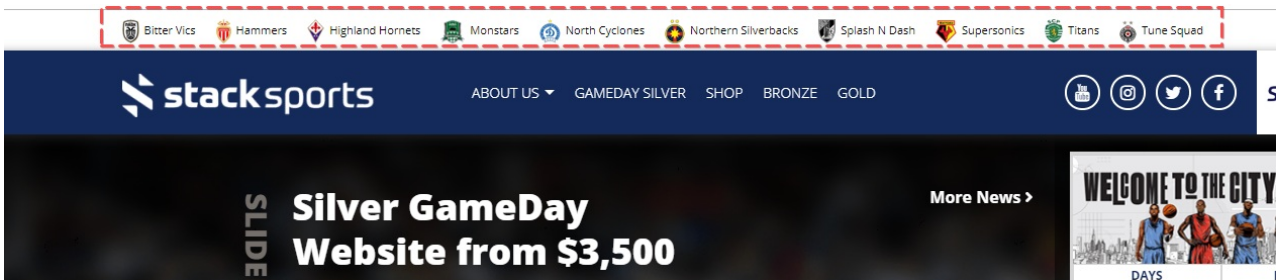 Bitter Vics Hammers Highland Hornets Monstars North Cyclones Northern Silverbacks Splash N Dash Supersonics Titans Tune Squad
stacksports ABOUT US GAMEDAY SILVER SHOP BRONZE GOLD You Tube
SLIDE
Silver GameDay
Website from $3,500
More News >
WELCOME TO THE CITY
DAYS